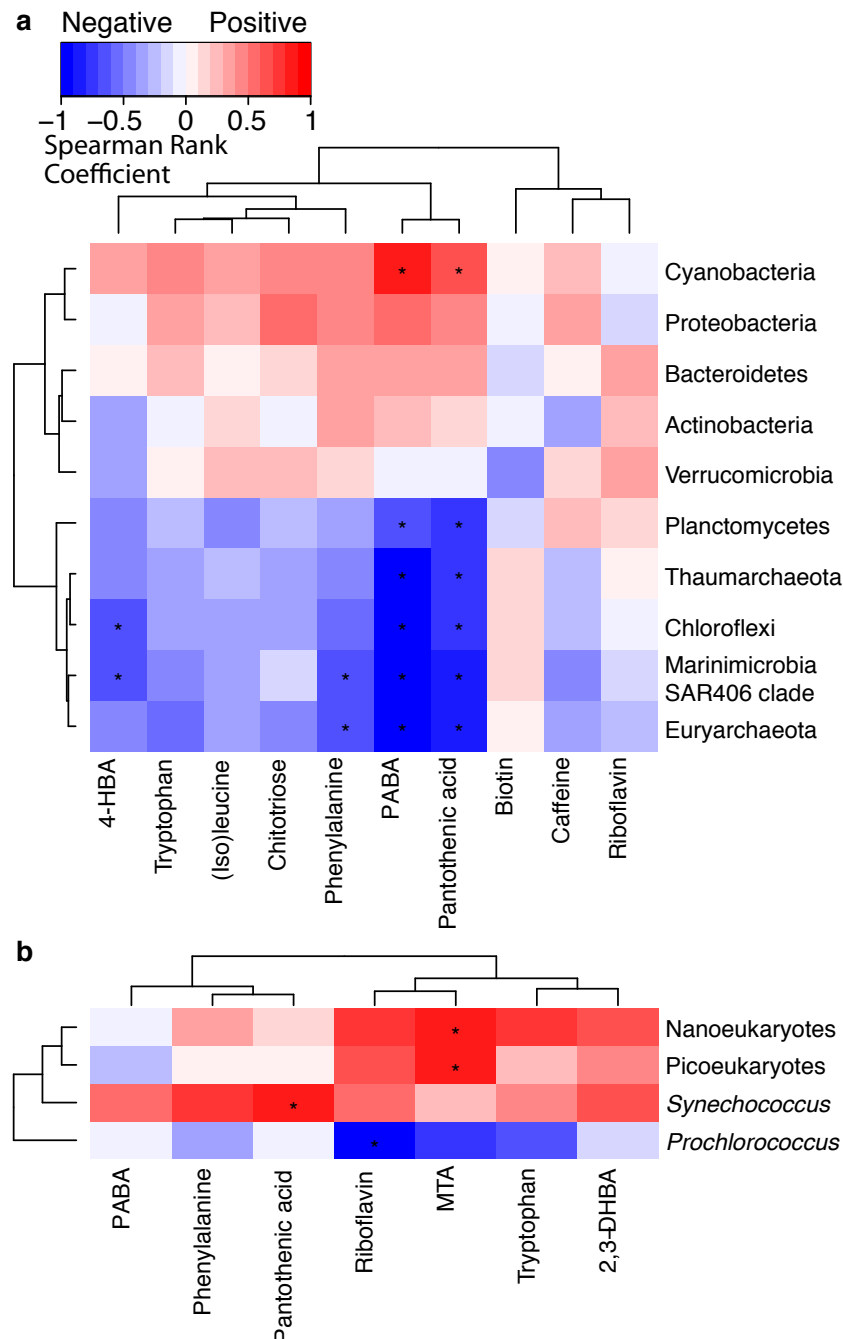 a
Negative Positive
−1 −0.5 0 0.5 1
Spearman Rank
Coefficient
* * Cyanobacteria
Proteobacteria
Bacteroidetes
Actinobacteria
Verrucomicrobia
* * Planctomycetes
* * Thaumarchaeota
* * * Chloroflexi
* * * * Marinimicrobia
SAR406 clade
* * * Euryarchaeota
4-HBA
Tryptophan
(Iso)leucine
Chitotriose
Phenylalanine
PABA
Pantothenic acid
Biotin
Caffeine
Riboflavin
b
* Nanoeukaryotes
* Picoeukaryotes
* Synechococcus
* Prochlorococcus
PABA
Phenylalanine
Pantothenic acid
Riboflavin
MTA
Tryptophan
2,3−DHBA